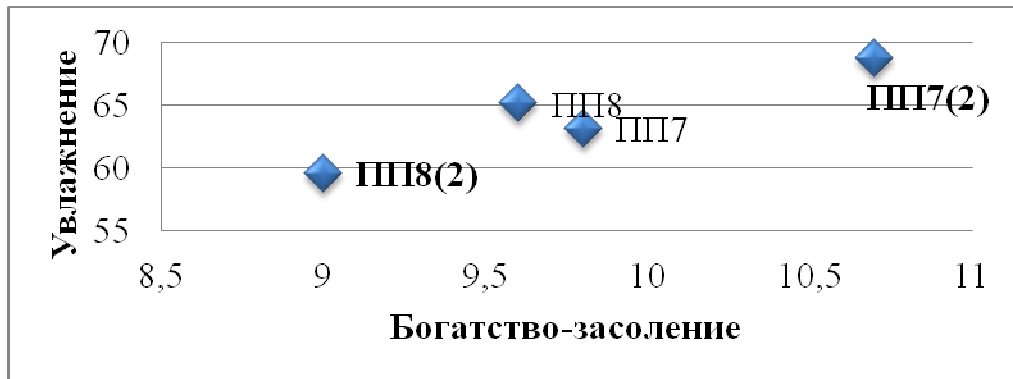 Увлажнение
70
65
60
55
ПП7(2)
ПП8
ПП7
ПП8(2)
8,5 9 9,5 10 10,5 11
Богатство-засоление